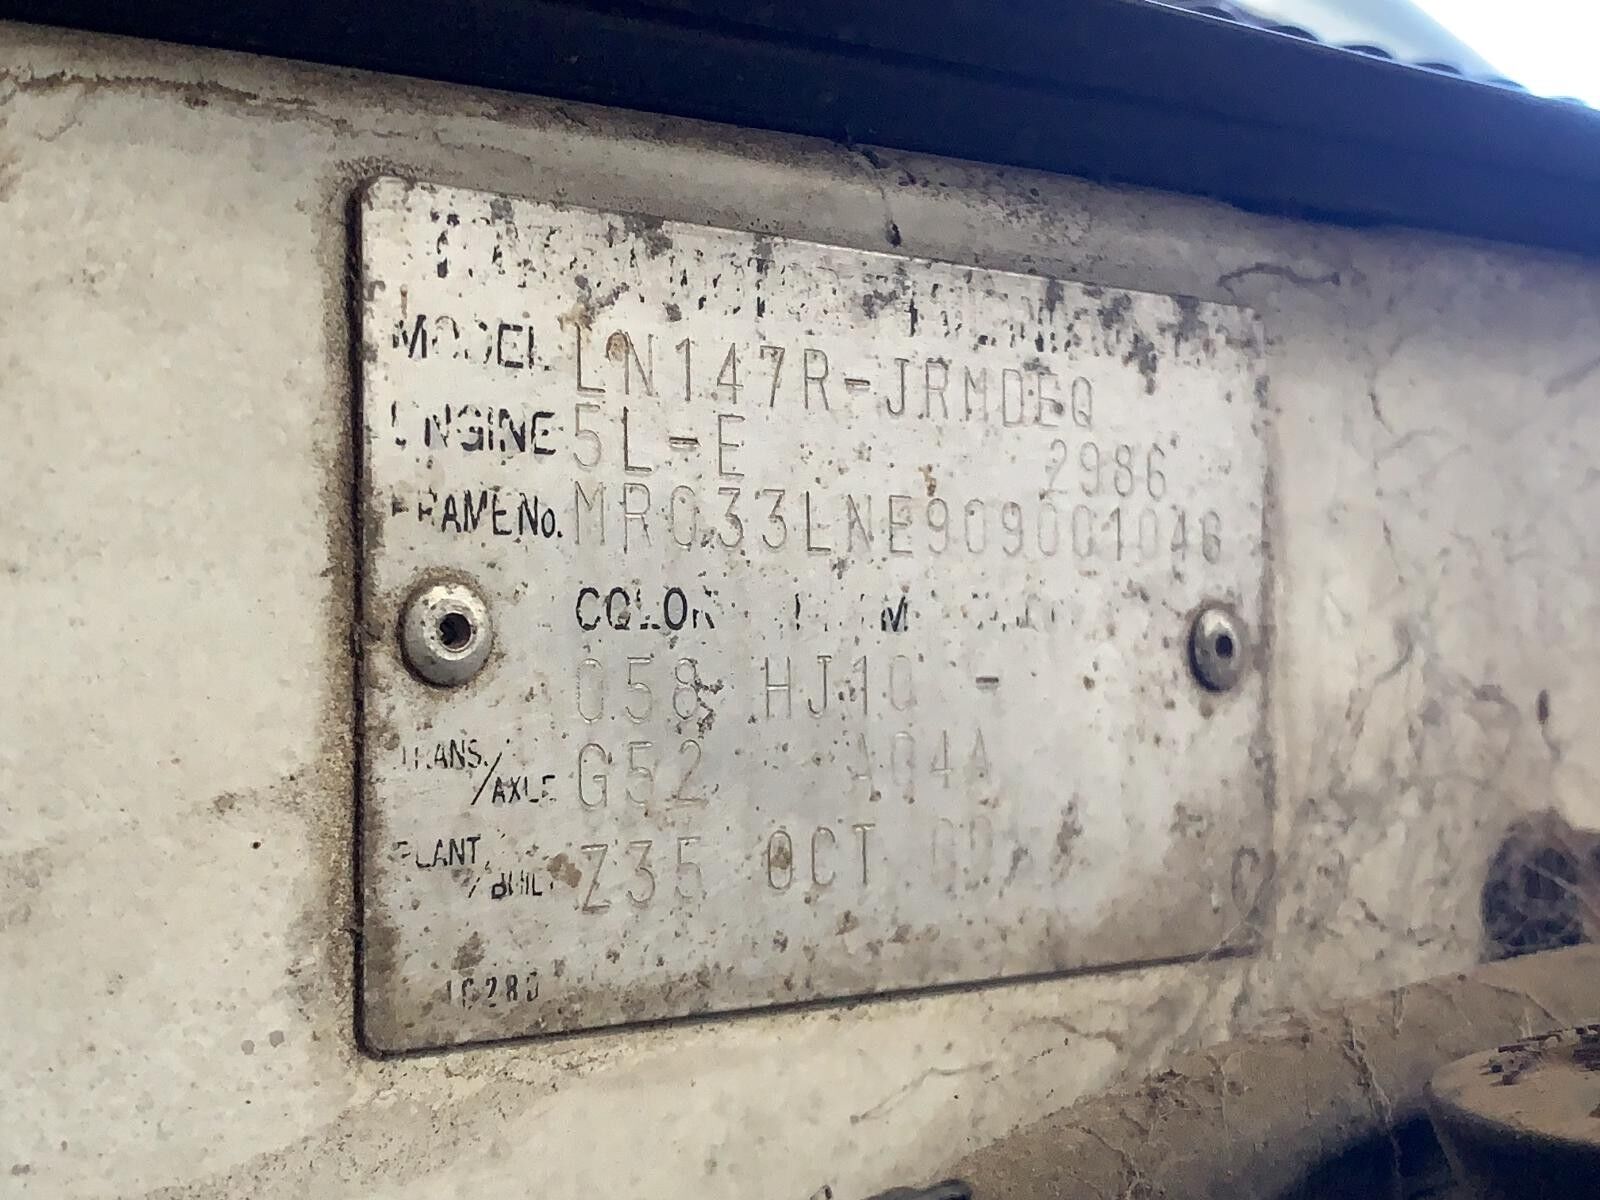 MODEL LN147R-JRMDEQ
ENGINE 5L-E 2986
FRAME No. MR033LNE909001046
COLOR
058 HJ10 -
TRANS./AXLE G52 A04A
PLANT/BUILT Z35 OCT 00
10280